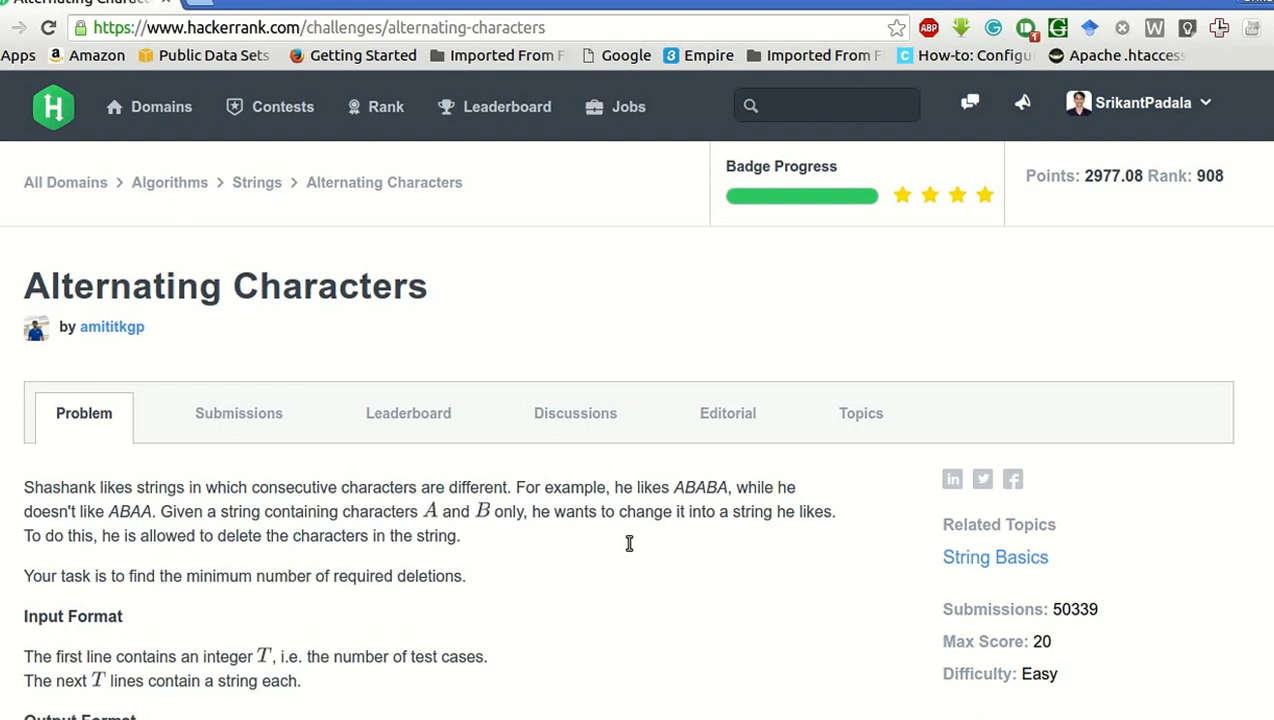 Alternating Charac
https://www.hackerrank.com/challenges/alternating-characters
Apps Amazon Public Data Sets Getting Started Imported From F Google Empire Imported From F How-to: Configu Apache .htacces
Domains Contests Rank Leaderboard Jobs SrikantPadala
All Domains > Algorithms > Strings > Alternating Characters
Badge Progress
Points: 2977.08 Rank: 908
Alternating Characters
by amititkgp
Problem Submissions Leaderboard Discussions Editorial Topics
Shashank likes strings in which consecutive characters are different. For example, he likes ABABA, while he
doesn't like ABAA. Given a string containing characters A and B only, he wants to change it into a string he likes.
To do this, he is allowed to delete the characters in the string.
Your task is to find the minimum number of required deletions.
Input Format
The first line contains an integer T, i.e. the number of test cases.
The next T lines contain a string each.
Output Format
Related Topics
String Basics
Submissions: 50339
Max Score: 20
Difficulty: Easy